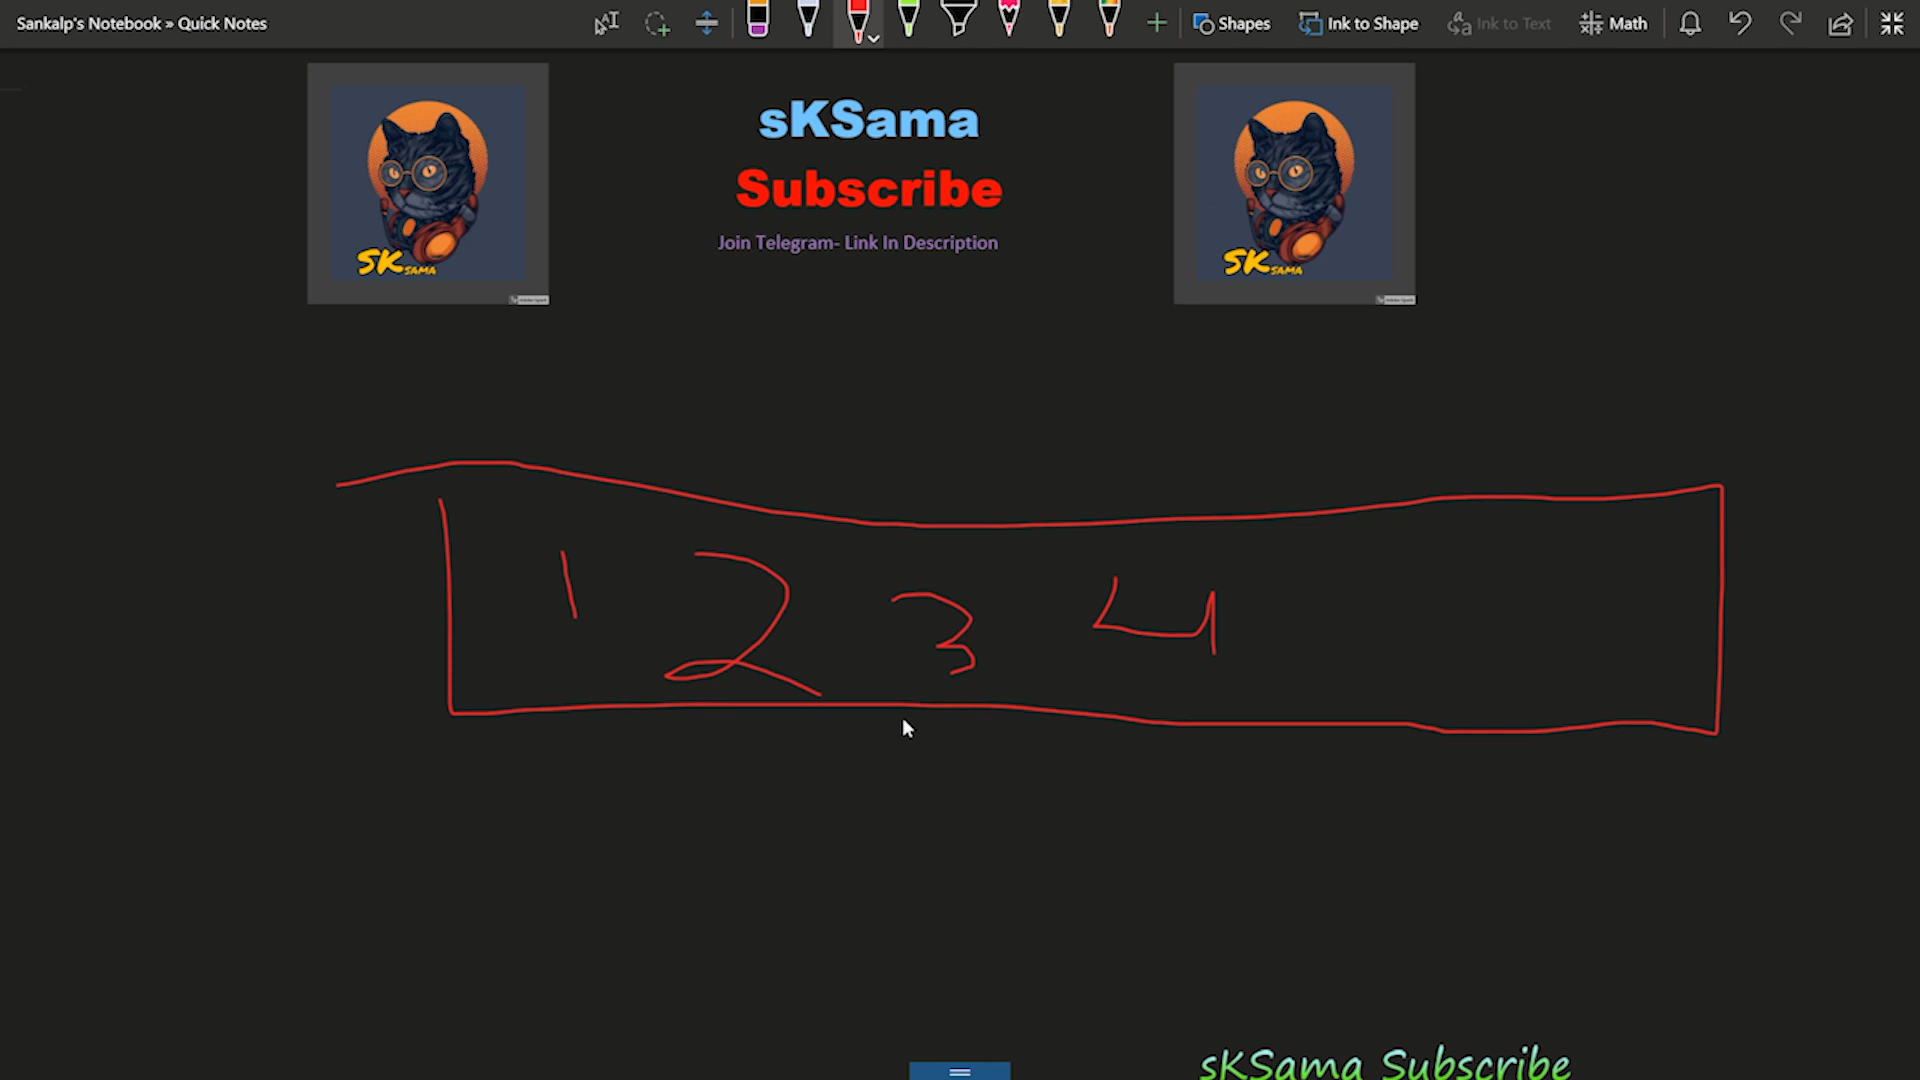 Sankalp's Notebook » Quick Notes
Shapes
Ink to Shape
Ink to Text
Math
sKSama
Subscribe
Join Telegram- Link In Description
SK SAMA
SK SAMA
1 2 3 4
sKSama Subscribe